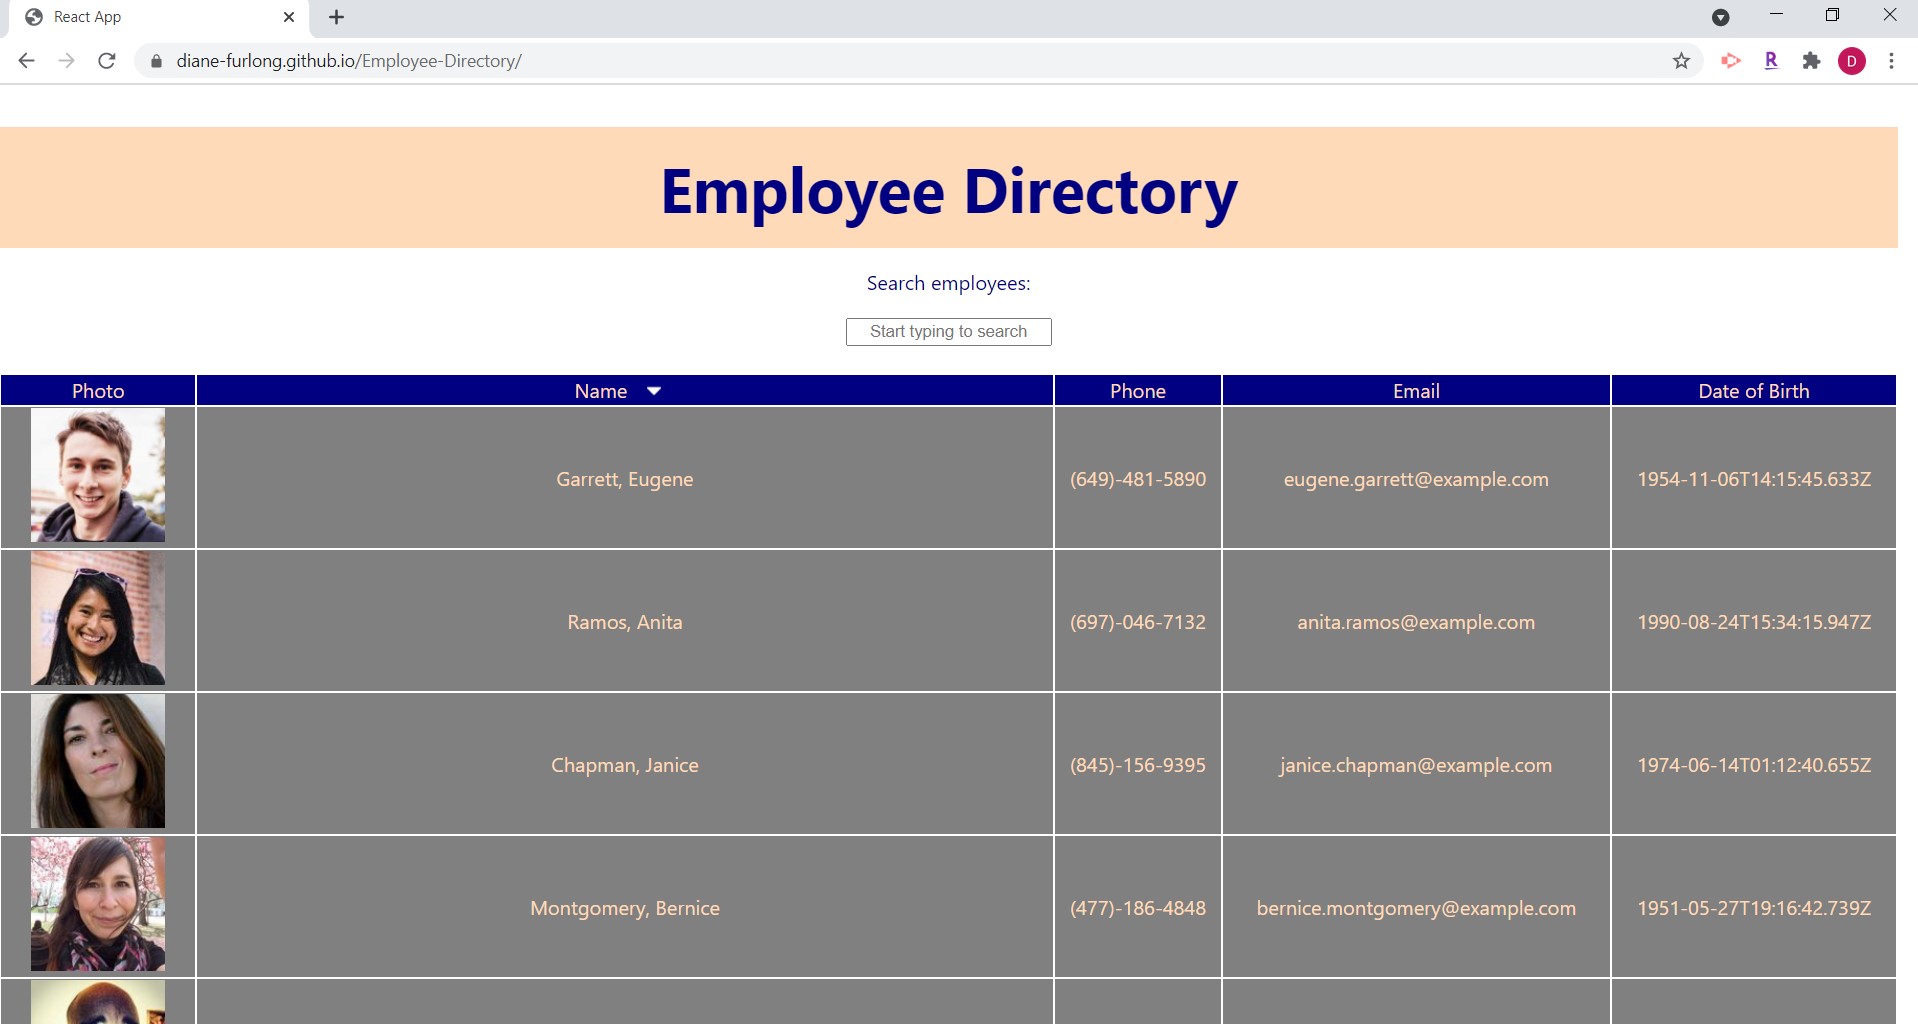 React App
diane-furlong.github.io/Employee-Directory/
R
D
Employee Directory
Search employees:
Start typing to search
Photo Name Phone Email Date of Birth
Garrett, Eugene (649)-481-5890 eugene.garrett@example.com 1954-11-06T14:15:45.633Z
Ramos, Anita (697)-046-7132 anita.ramos@example.com 1990-08-24T15:34:15.947Z
Chapman, Janice (845)-156-9395 janice.chapman@example.com 1974-06-14T01:12:40.655Z
Montgomery, Bernice (477)-186-4848 bernice.montgomery@example.com 1951-05-27T19:16:42.739Z